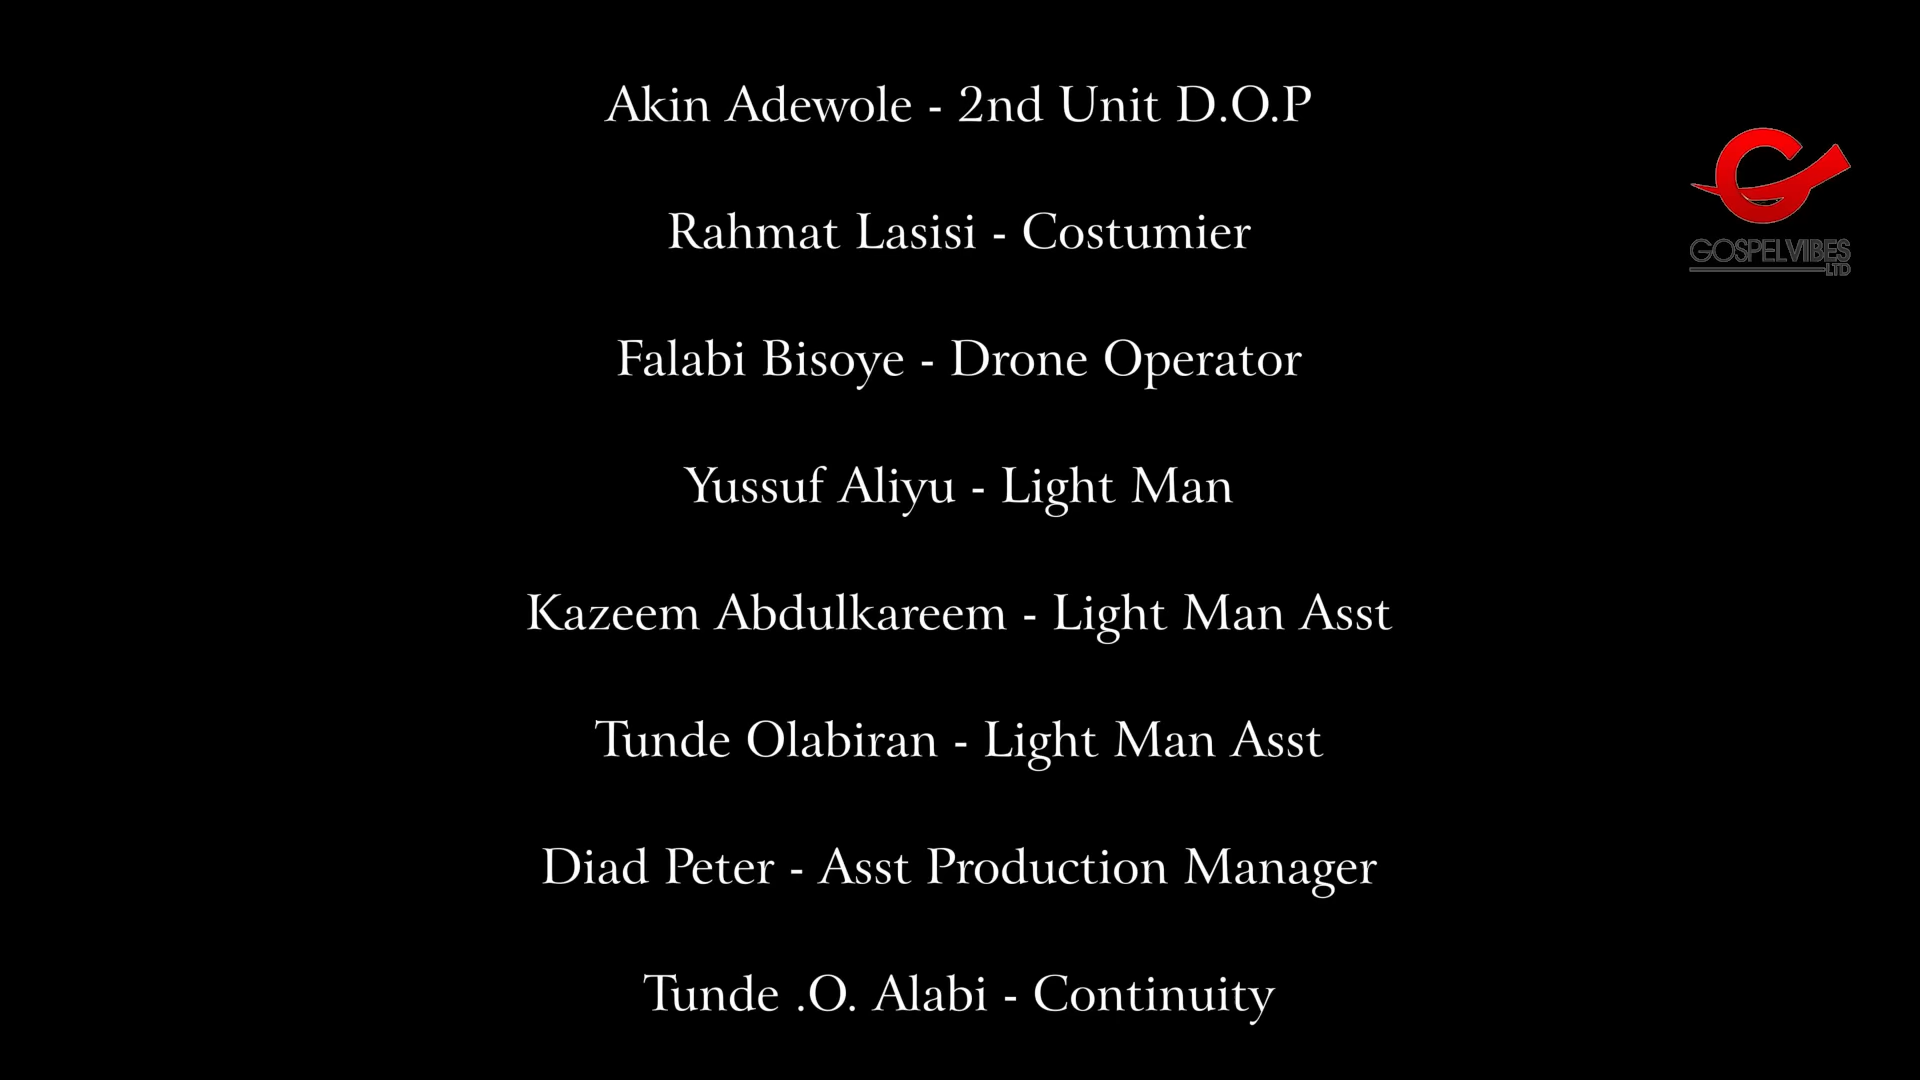 Akin Adewole - 2nd Unit D.O.P
Rahmat Lasisi - Costumier
Falabi Bisoye - Drone Operator
Yussuf Aliyu - Light Man
Kazeem Abdulkareem - Light Man Asst
Tunde Olabiran - Light Man Asst
Diad Peter - Asst Production Manager
Tunde .O. Alabi - Continuity
GOSPELVIBES
LTD